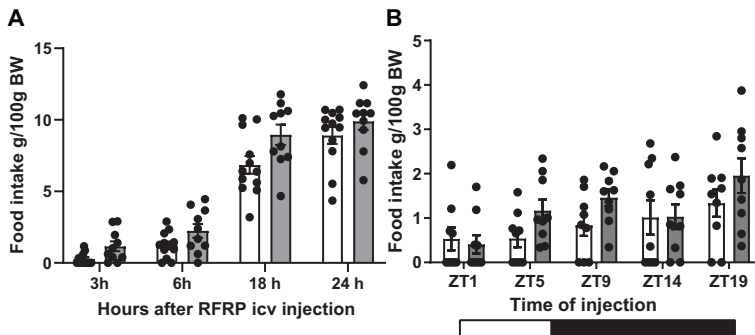 A
Food intake g/100g BW
15
10
5
0
3h 6h 18 h 24 h
Hours after RFRP icv injection
B
Food intake g/100g BW
5
4
3
2
1
0
ZT1 ZT5 ZT9 ZT14 ZT19
Time of injection